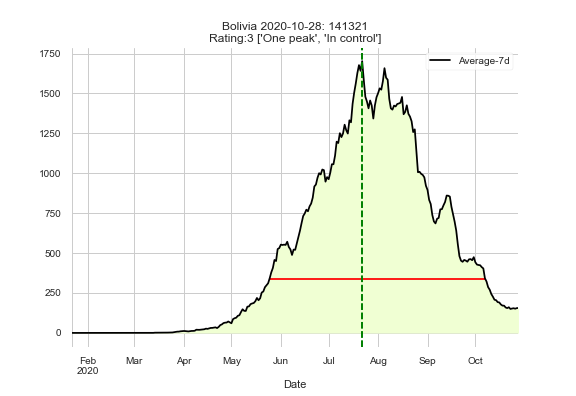 Bolivia 2020-10-28: 141321
Rating:3 ['One peak', 'In control']
1750
1500
1250
1000
750
500
250
0
Average-7d
Feb
2020
Mar
Apr
May
Jun
Jul
Aug
Sep
Oct
Date